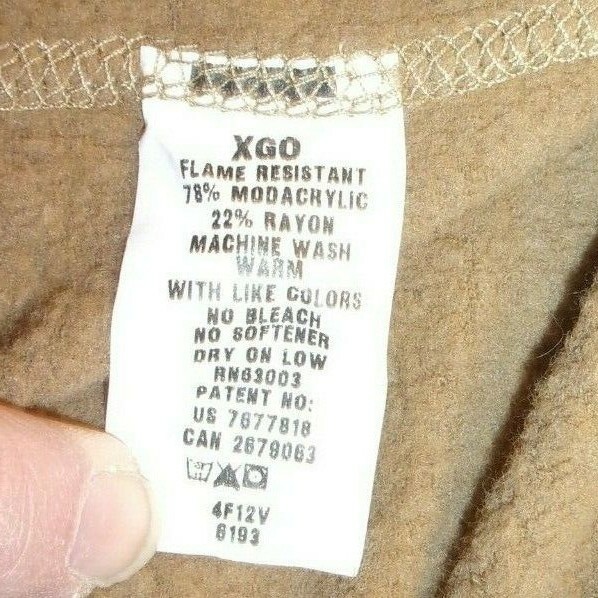 XGO
FLAME RESISTANT
78% MODACRYLIC
22% RAYON
MACHINE WASH
WARM
WITH LIKE COLORS
NO BLEACH
NO SOFTENER
DRY ON LOW
RN63003
PATENT NO:
US 7677818
CAN 2679063
4F12V
6193